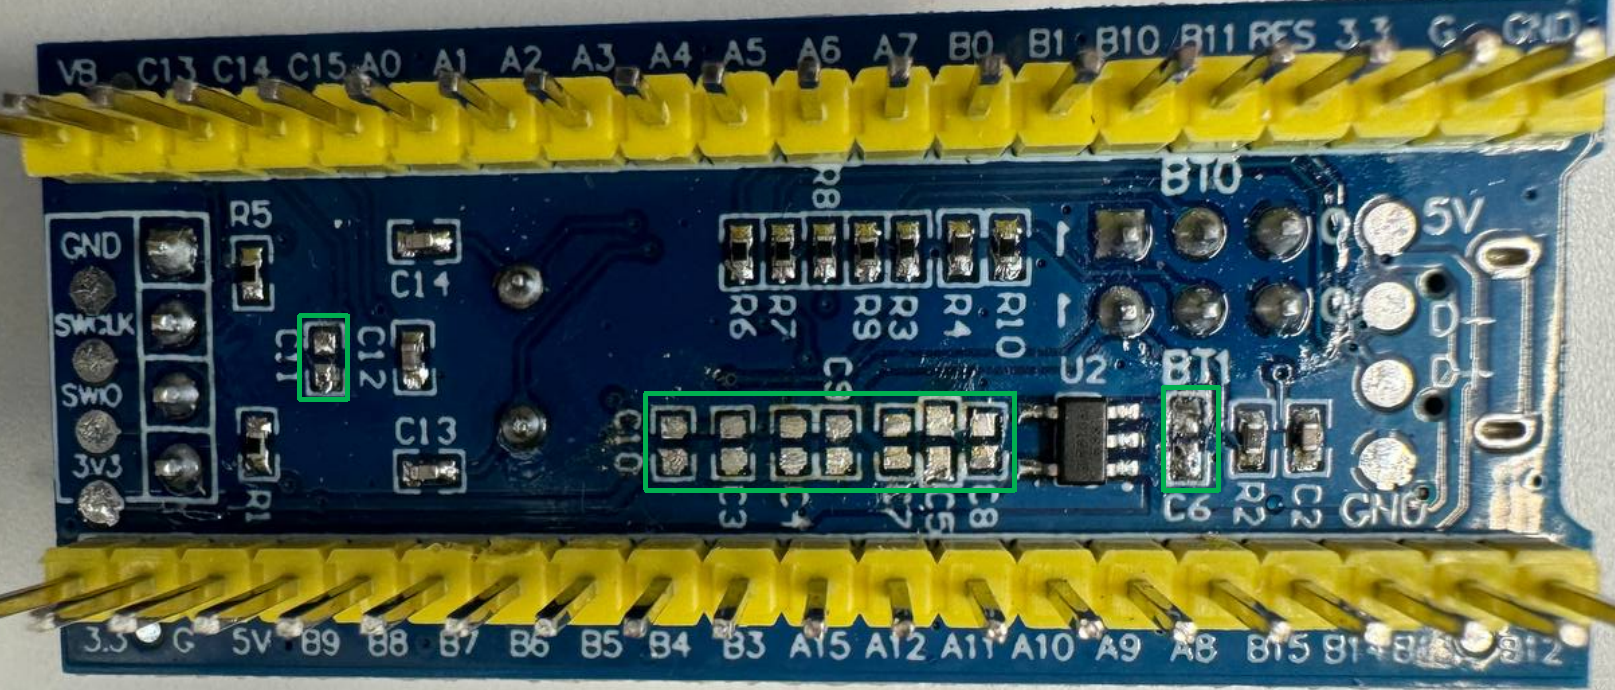 VB C13 C14 C15 A0 A1 A2 A3 A4 A5 A6 A7 B0 B1 B10 B11 RES 3.3 G GND
R8 BT0
R5
GND 5V
C14
SWCLK D+
C11 C12 R6 R7 R9 R3 R4 R10
D-
SWIO C9 U2 BT1
C13 C10
3V3
R1 C3 C7 C5 C8 C6 R2 C2 GND
3.3 G 5V B9 B8 B7 B6 B5 B4 B3 A15 A12 A11 A10 A9 A8 B15 B12